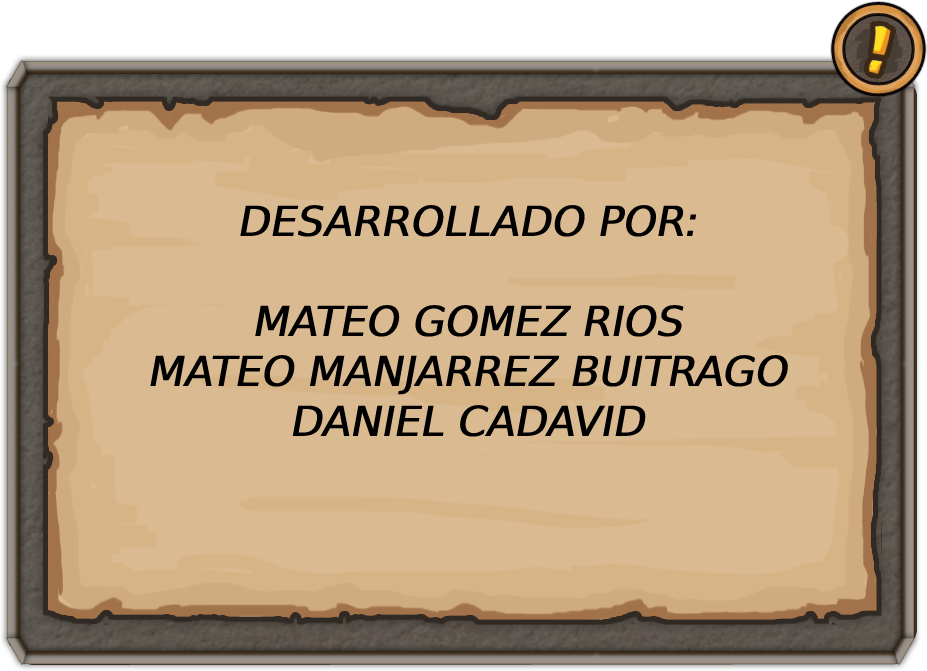 DESARROLLADO POR:
MATEO GOMEZ RIOS
MATEO MANJARREZ BUITRAGO
DANIEL CADAVID